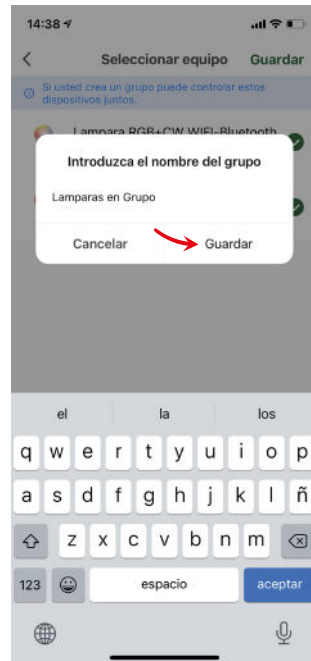 14:38
Seleccionar equipo Guardar
Si usted crea un grupo puede controlar estos
dispositivos juntos.
Lampara RGB+CW WIFI-Bluetooth
Introduzca el nombre del grupo
Lamparas en Grupo
Cancelar Guardar
el la los
q w e r t y u i o p
a s d f g h j k l ñ
z x c v b n m
123 espacio aceptar